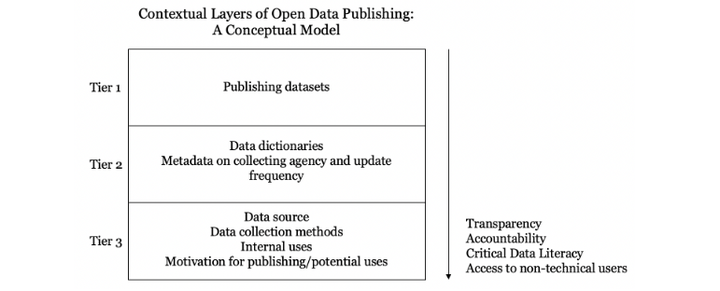 Contextual Layers of Open Data Publishing:
A Conceptual Model
Tier 1
Publishing datasets
Tier 2
Data dictionaries
Metadata on collecting agency and update
frequency
Tier 3
Data source
Data collection methods
Internal uses
Motivation for publishing/potential uses
Transparency
Accountability
Critical Data Literacy
Access to non-technical users